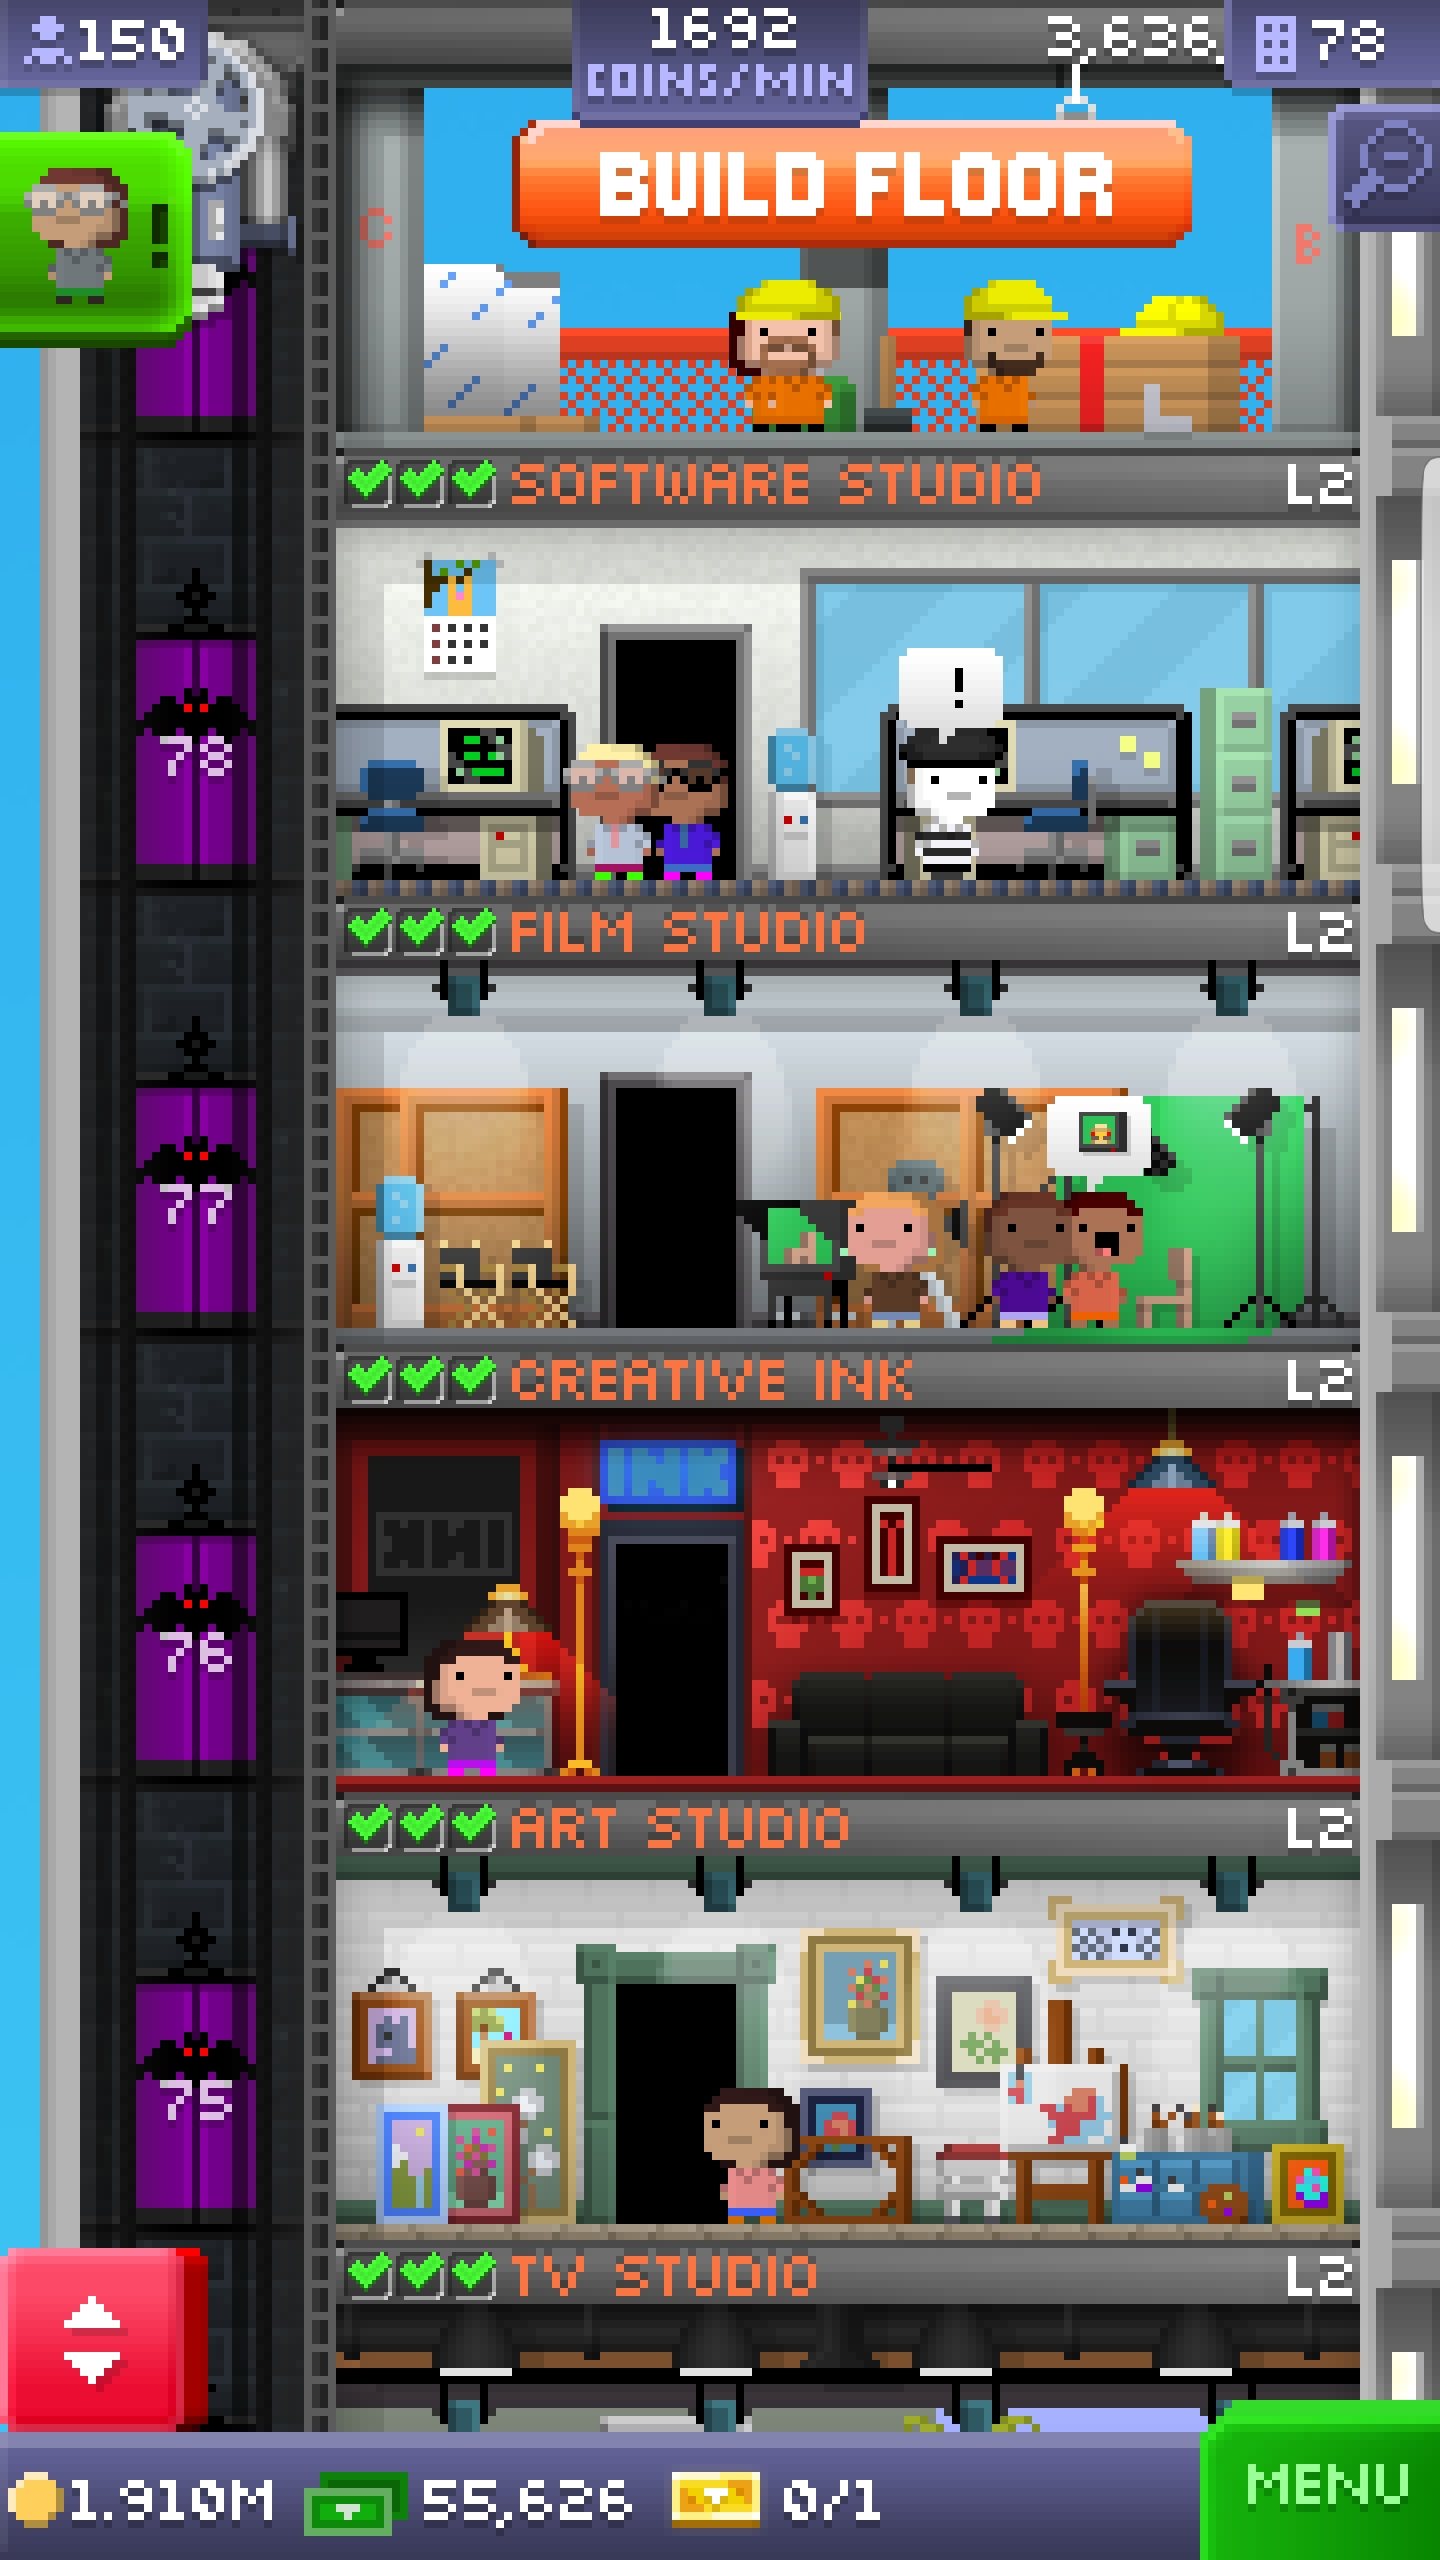 150
1692
COINS/MIN
3,636,
78
BUILD FLOOR
C
B
!
SOFTWARE STUDIO L2
!
78
FILM STUDIO L2
77
CREATIVE INK L2
INK
76
ART STUDIO L2
75
TV STUDIO L2
1.910M
55,626
0/1
MENU